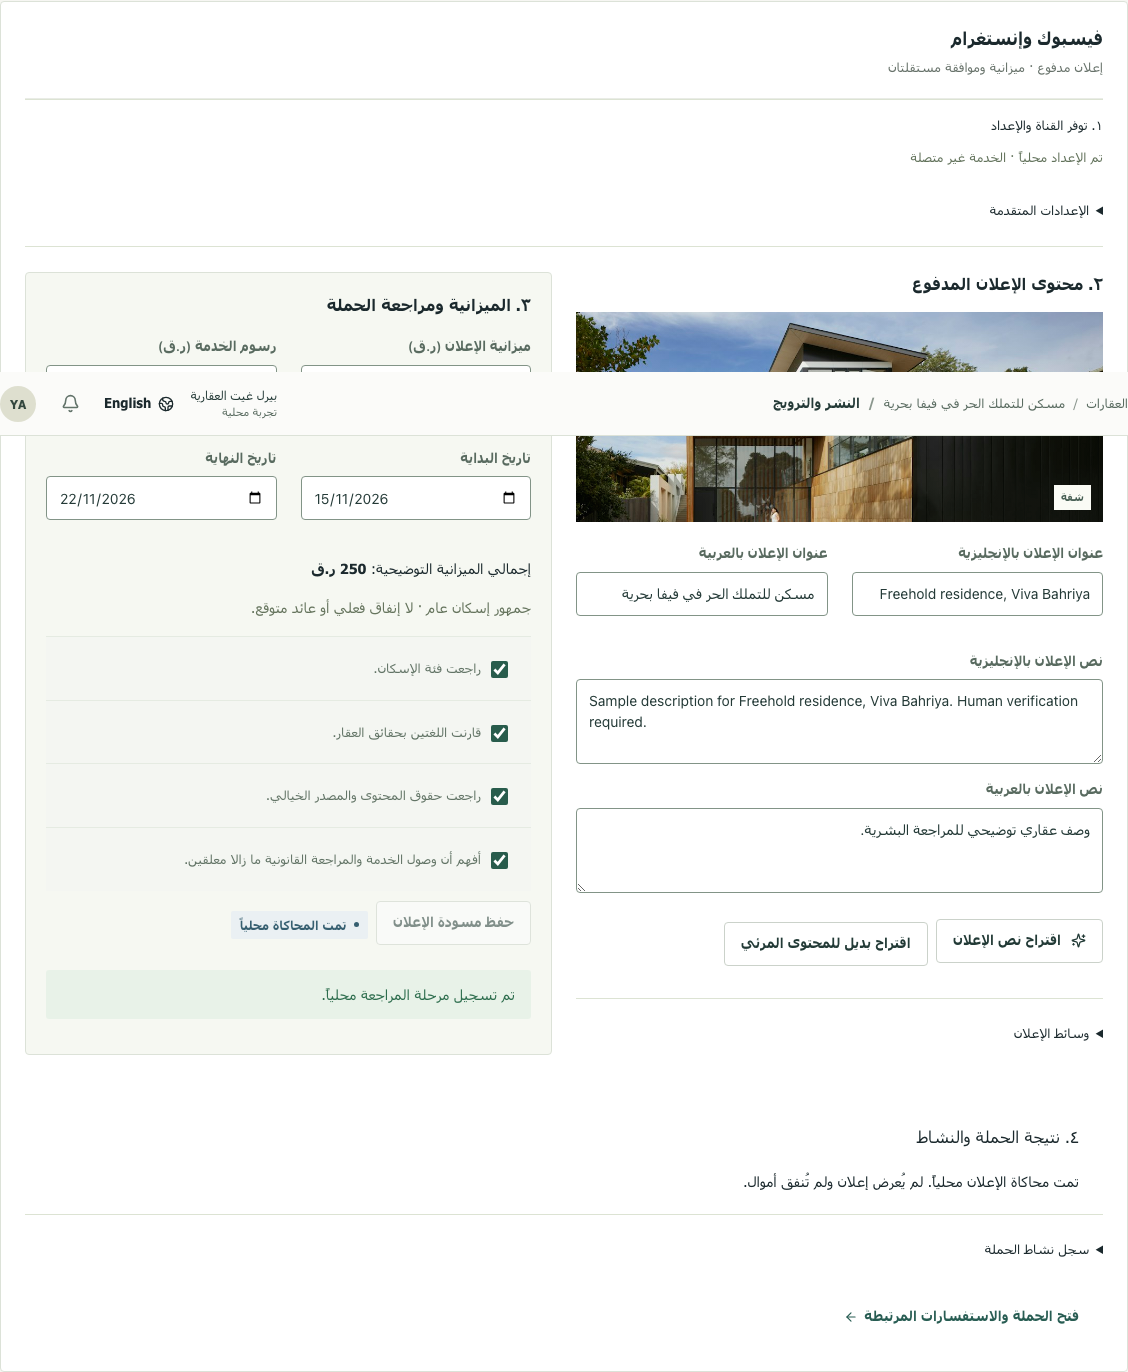 فيسبوك وإنستغرام
إعلان مدفوع · ميزانية وموافقة مستقلتان
١. توفر القناة والإعداد
تم الإعداد محلياً · الخدمة غير متصلة
الإعدادات المتقدمة
٢. محتوى الإعلان المدفوع
٣. الميزانية ومراجعة الحملة
ميزانية الإعلان (ر.ق)
رسوم الخدمة (ر.ق)
العقارات / مسكن للتملك الحر في فيفا بحرية / النشر والترويج
بيرل غيت العقارية
تجربة محلية
English
YA
شقة
تاريخ البداية
تاريخ النهاية
15/11/2026
22/11/2026
إجمالي الميزانية التوضيحية: 250 ر.ق
جمهور إسكان عام · لا إنفاق فعلي أو عائد متوقع.
راجعت فئة الإسكان.
قارنت اللغتين بحقائق العقار.
راجعت حقوق المحتوى والمصدر الخيالي.
أفهم أن وصول الخدمة والمراجعة القانونية ما زالا معلقين.
حفظ مسودة الإعلان
• تمت المحاكاة محلياً
تم تسجيل مرحلة المراجعة محلياً.
عنوان الإعلان بالإنجليزية
عنوان الإعلان بالعربية
Freehold residence, Viva Bahriya
مسكن للتملك الحر في فيفا بحرية
نص الإعلان بالإنجليزية
Sample description for Freehold residence, Viva Bahriya. Human verification
required.
نص الإعلان بالعربية
وصف عقاري توضيحي للمراجعة البشرية.
اقتراح نص الإعلان
اقتراح بديل للمحتوى المرئي
وسائط الإعلان
٤. نتيجة الحملة والنشاط
تمت محاكاة الإعلان محلياً. لم يُعرض إعلان ولم تُنفق أموال.
سجل نشاط الحملة
فتح الحملة والاستفسارات المرتبطة ←